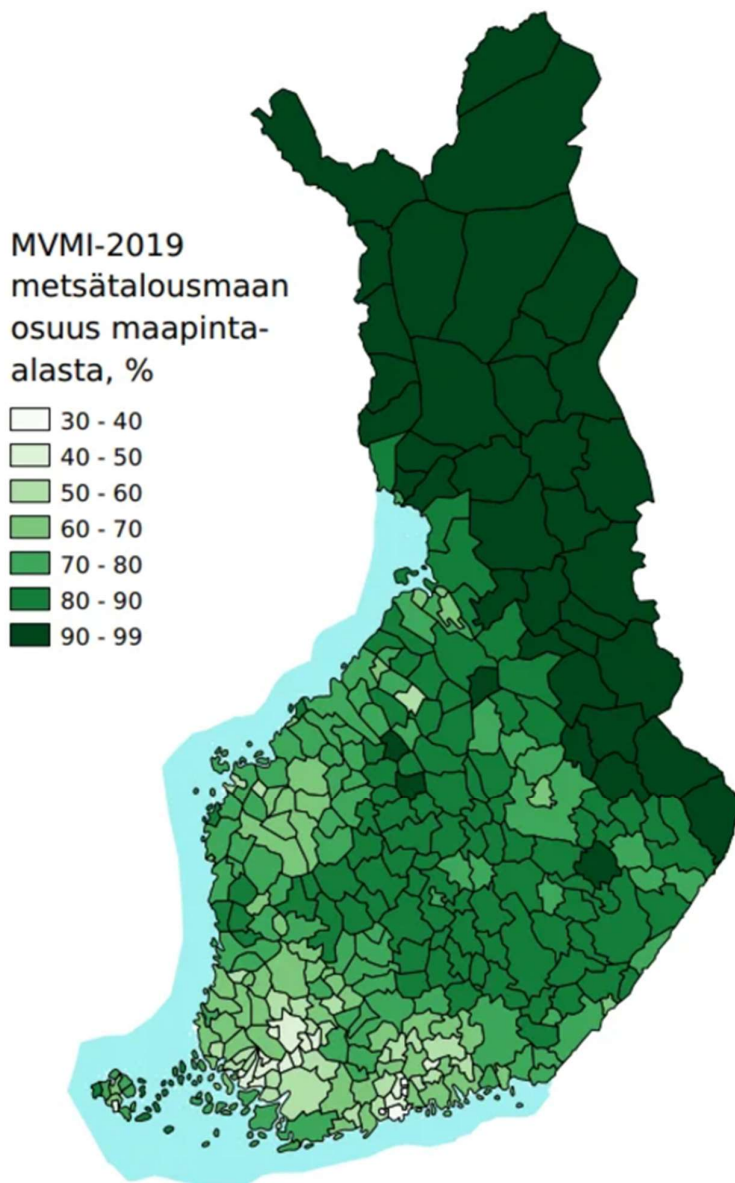 MVMI-2019
metsätalousmaan
osuus maapinta-
alasta, %
30 - 40
40 - 50
50 - 60
60 - 70
70 - 80
80 - 90
90 - 99